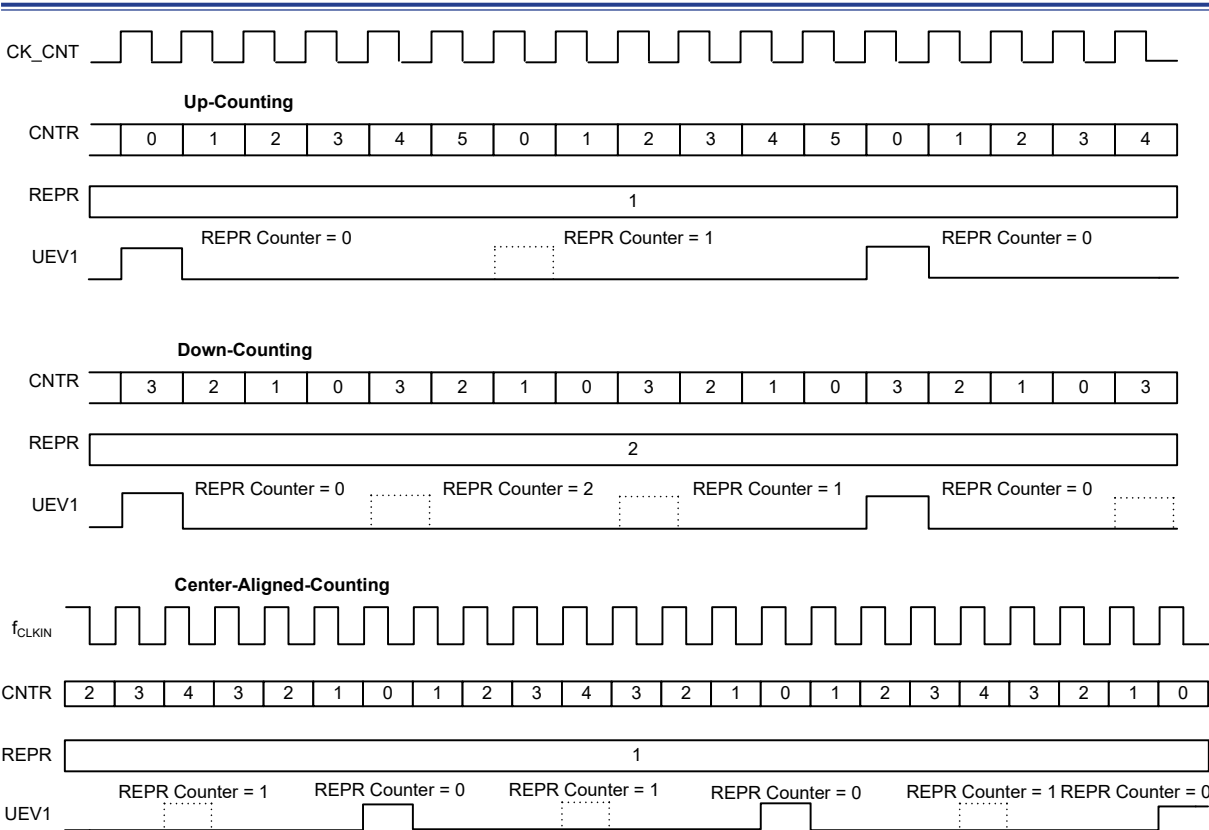 CK_CNT
Up-Counting
CNTR 0 1 2 3 4 5 0 1 2 3 4 5 0 1 2 3 4
REPR 1
REPR Counter = 0 REPR Counter = 1 REPR Counter = 0
UEV1
Down-Counting
CNTR 3 2 1 0 3 2 1 0 3 2 1 0 3 2 1 0 3
REPR 2
REPR Counter = 0 REPR Counter = 2 REPR Counter = 1 REPR Counter = 0
UEV1
Center-Aligned-Counting
fCLKIN
CNTR 2 3 4 3 2 1 0 1 2 3 4 3 2 1 0 1 2 3 4 3 2 1 0
REPR 1
REPR Counter = 1 REPR Counter = 0 REPR Counter = 1 REPR Counter = 0 REPR Counter = 1 REPR Counter = 0
UEV1